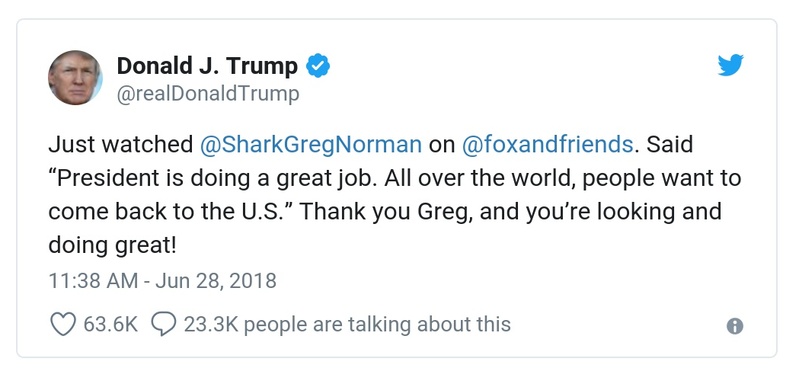 Donald J. Trump
@realDonaldTrump
Just watched @SharkGregNorman on @foxandfriends. Said
“President is doing a great job. All over the world, people want to
come back to the U.S.” Thank you Greg, and you’re looking and
doing great!
11:38 AM - Jun 28, 2018
63.6K 23.3K people are talking about this